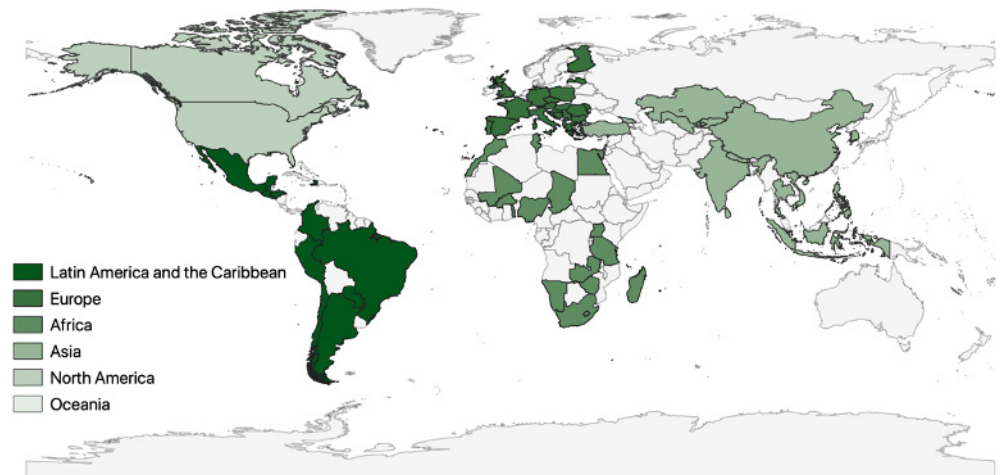 Latin America and the Caribbean
Europe
Africa
Asia
North America
Oceania